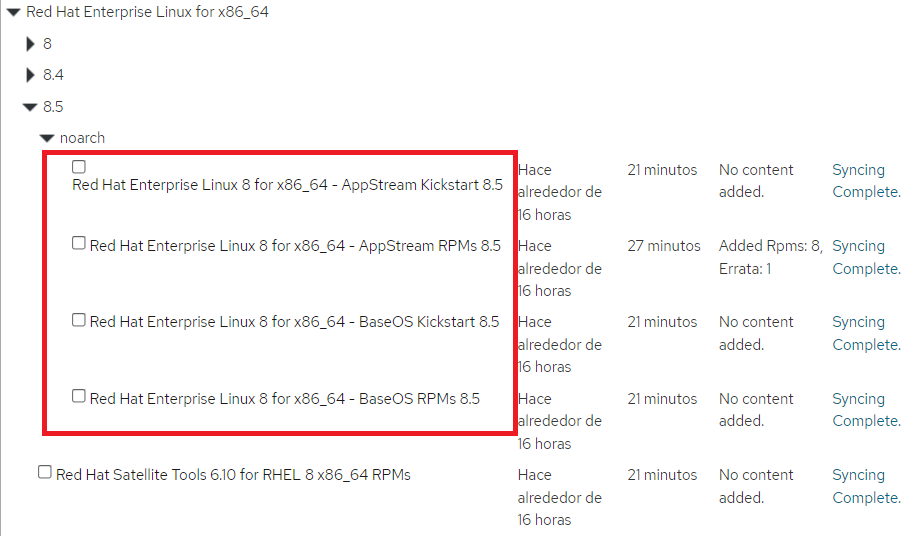 Red Hat Enterprise Linux for x86_64
8
8.4
8.5
noarch
Red Hat Enterprise Linux 8 for x86_64 - AppStream Kickstart 8.5
Hace
alrededor de
16 horas
21 minutos
No content
added.
Syncing
Complete.
Red Hat Enterprise Linux 8 for x86_64 - AppStream RPMs 8.5
Hace
alrededor de
16 horas
27 minutos
Added Rpms: 8,
Errata: 1
Syncing
Complete.
Red Hat Enterprise Linux 8 for x86_64 - BaseOS Kickstart 8.5
Hace
alrededor de
16 horas
21 minutos
No content
added.
Syncing
Complete.
Red Hat Enterprise Linux 8 for x86_64 - BaseOS RPMs 8.5
Hace
alrededor de
16 horas
21 minutos
No content
added.
Syncing
Complete.
Red Hat Satellite Tools 6.10 for RHEL 8 x86_64 RPMs
Hace
alrededor de
16 horas
21 minutos
No content
added.
Syncing
Complete.